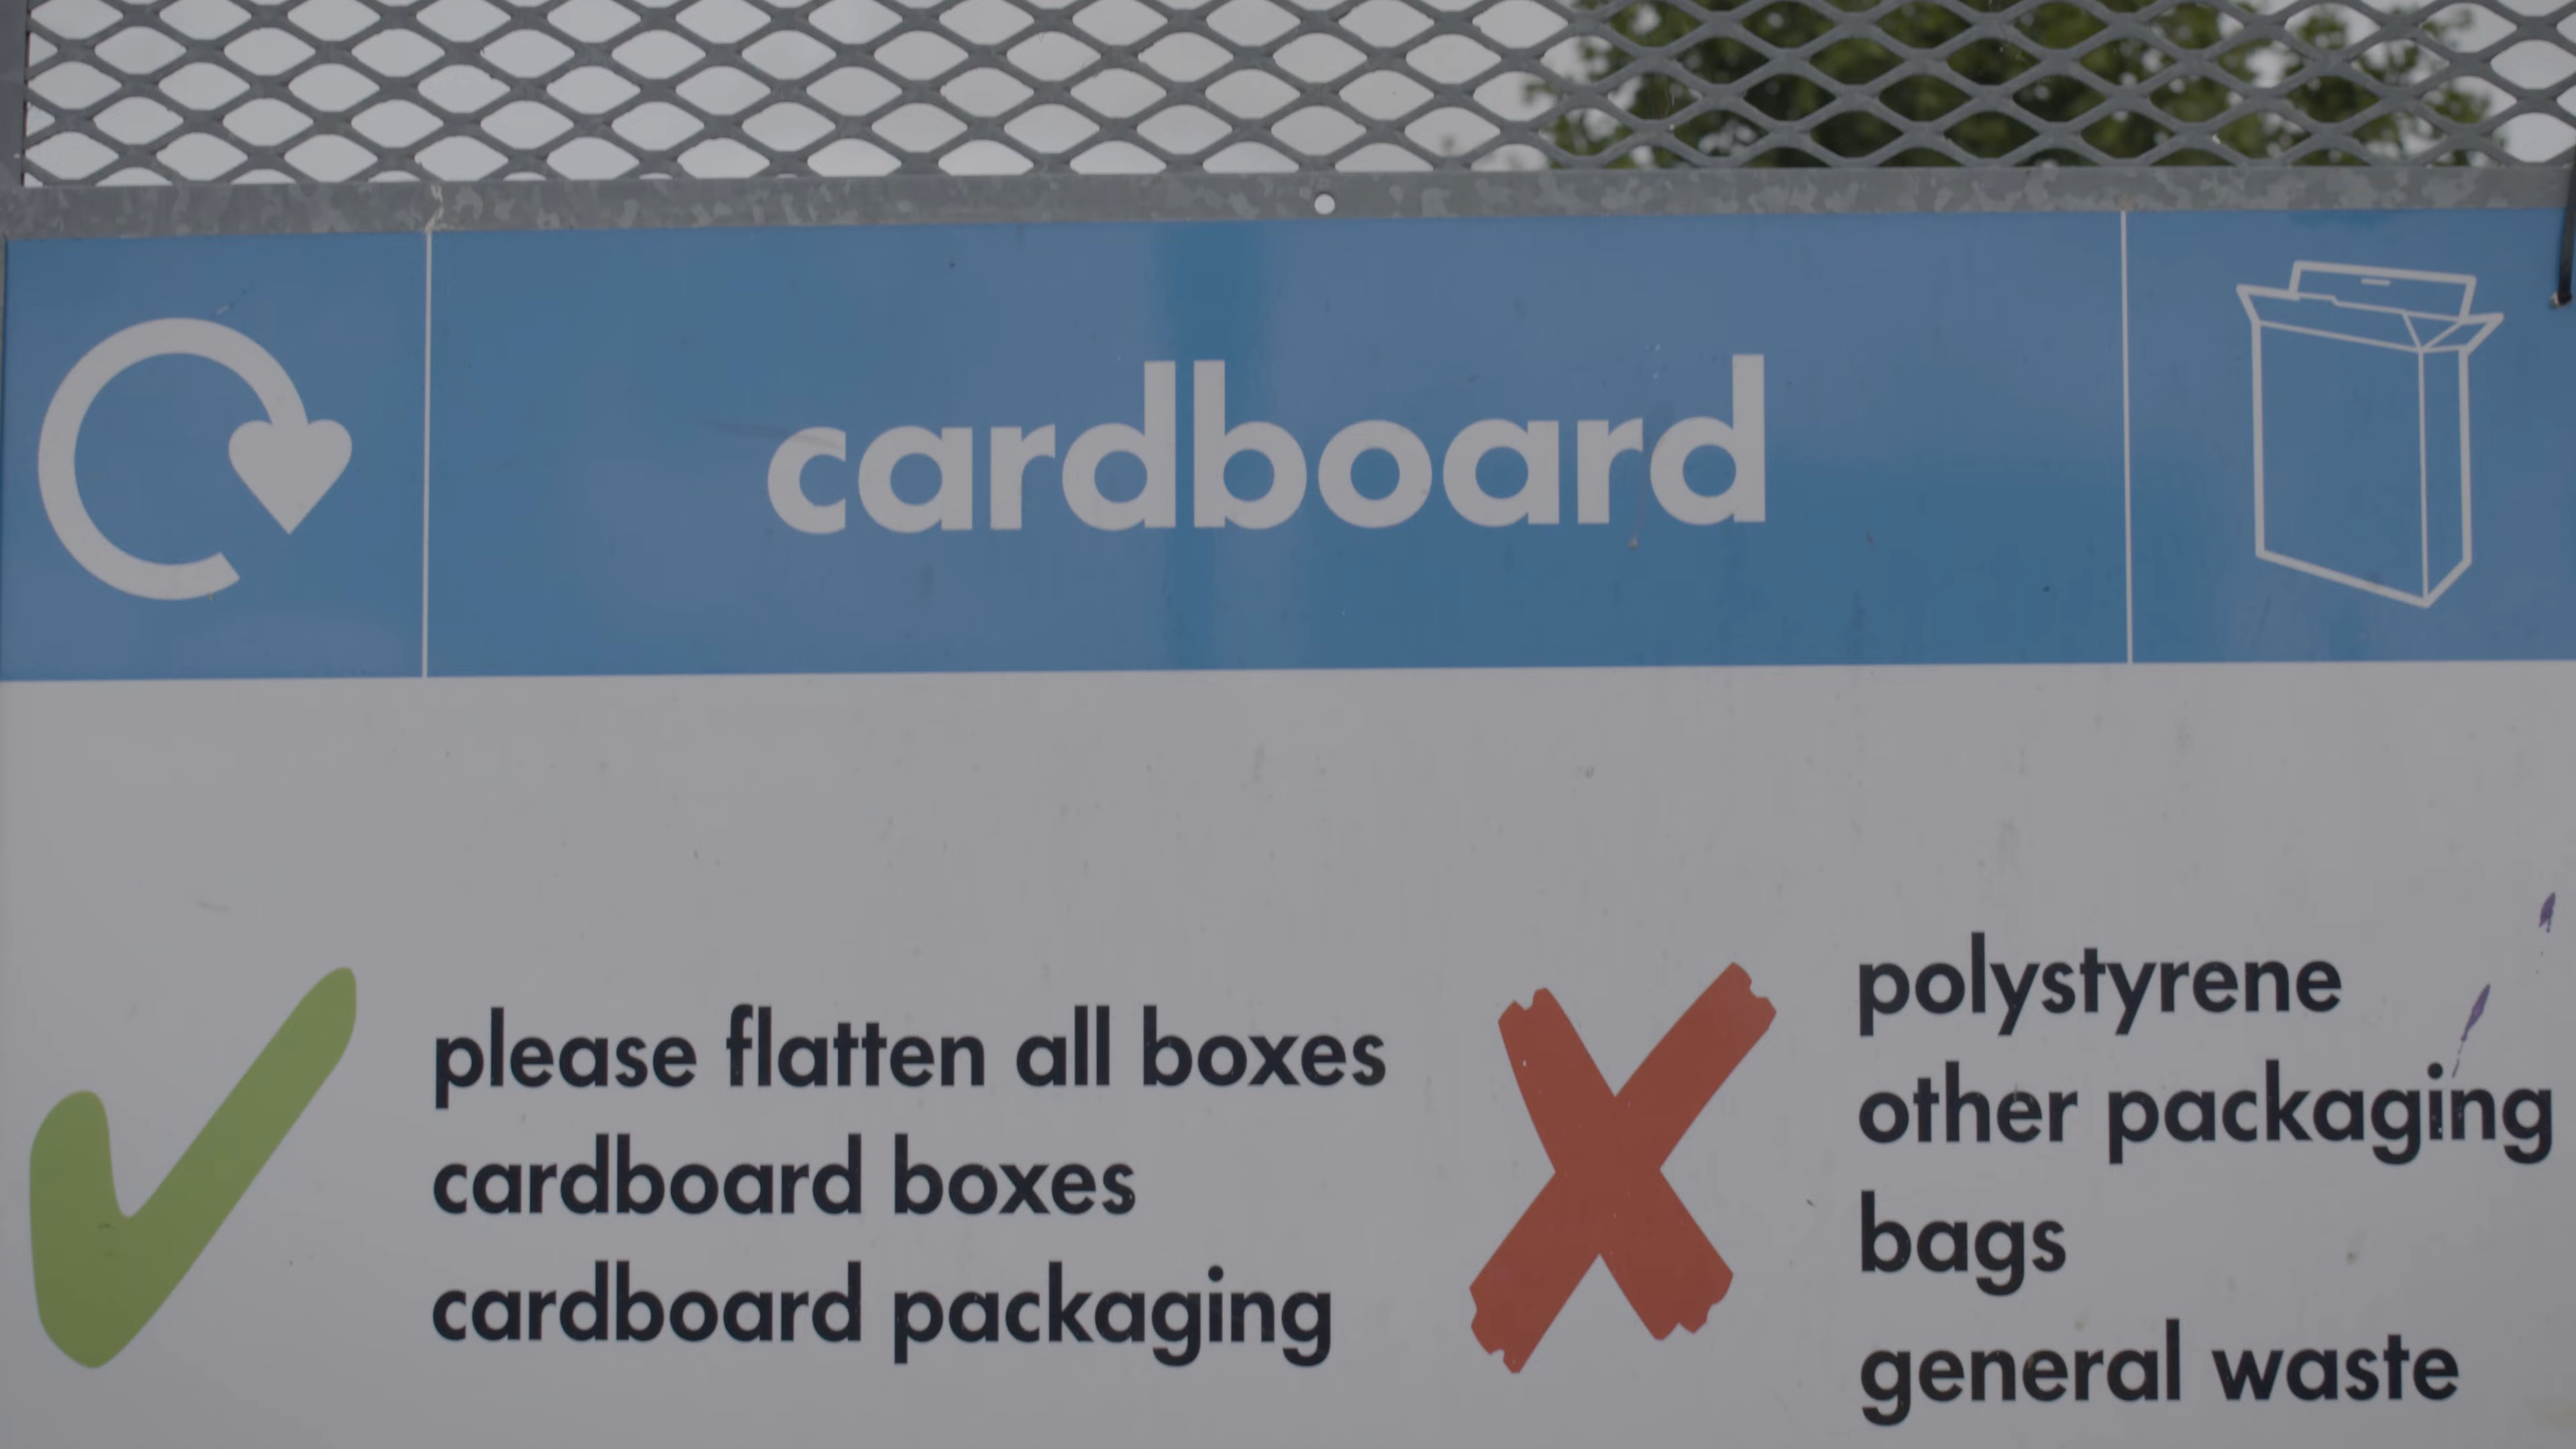 cardboard
please flatten all boxes
cardboard boxes
cardboard packaging
polystyrene
other packaging
bags
general waste